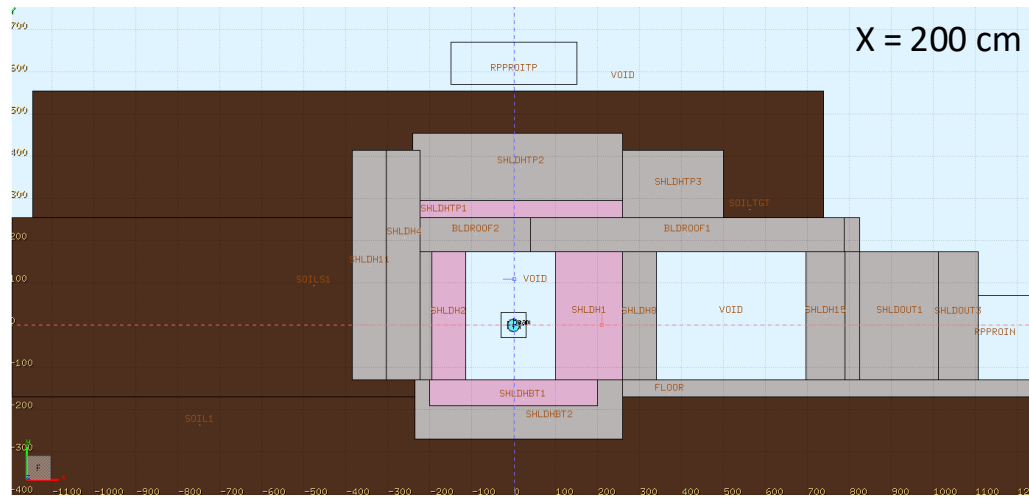 X = 200 cm
700
600
500
400
300
200
100
0
-100
-200
-300
-400
RPPROITP
VOID
SHLDHTP2
SHLDHTP3
SHLDHTP1
SOILTGT
BLDROOF2
BLDROOF1
SHLDH4
SHLDH11
SOILS1
VOID
SHLDH2
SHLDH1
SHLDH8
VOID
SHLDH15
SHLDOUT1
SHLDOUT3
RPPROIN
FLOOR
SHLDHBT1
SHLDHBT2
SOIL1
F
-1100 -1000 -900 -800 -700 -600 -500 -400 -300 -200 -100 0 100 200 300 400 500 600 700 800 900 1000 1100